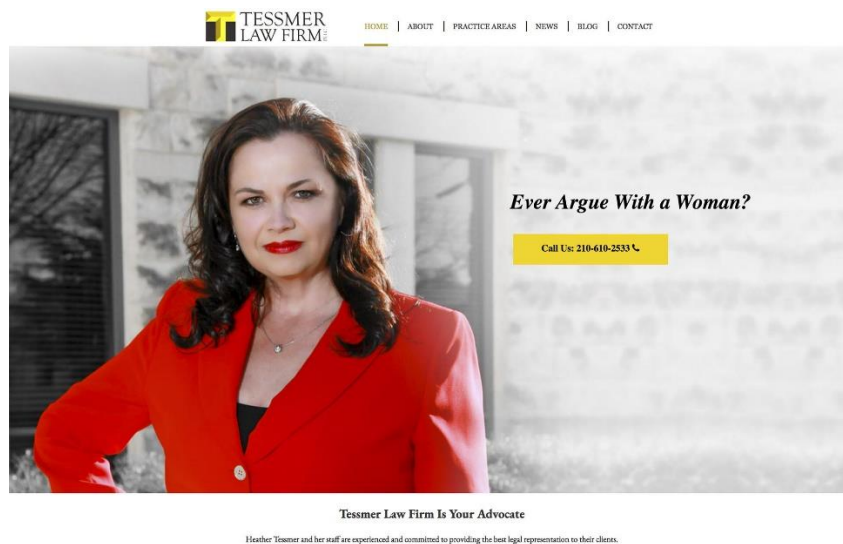 TESSMER
LAW FIRM PLLC
HOME | ABOUT | PRACTICE AREAS | NEWS | BLOG | CONTACT
Ever Argue With a Woman?
Call Us: 210-610-2533
Tessmer Law Firm Is Your Advocate
Heather Tessmer and her staff are experienced and committed to providing the best legal representation to their clients.